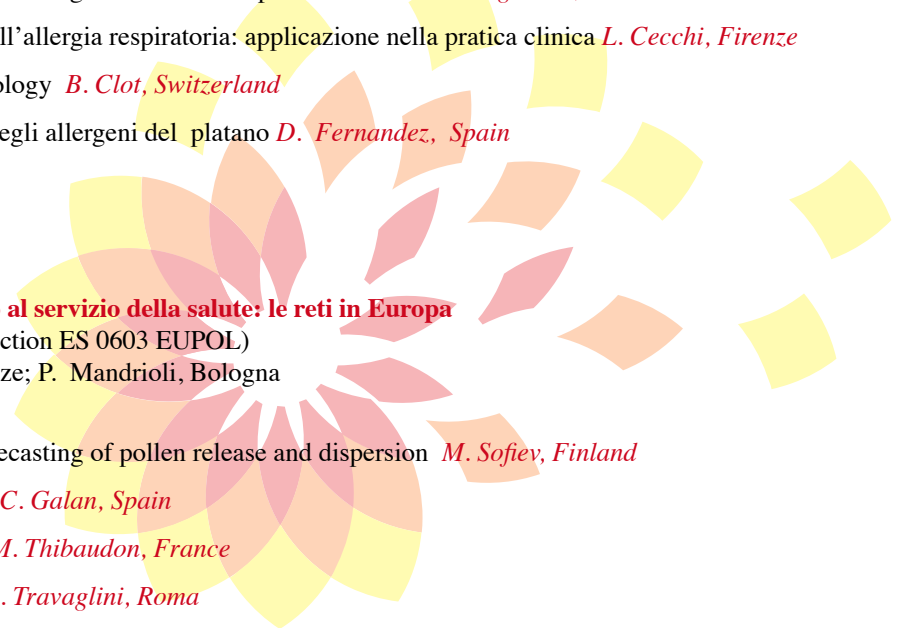 ll’allergia respiratoria: applicazione nella pratica clinica L. Cecchi, Firenze
ology B. Clot, Switzerland
egli allergeni del platano D. Fernandez, Spain
al servizio della salute: le reti in Europa
ction ES 0603 EUPOL)
ze; P. Mandrioli, Bologna
ecasting of pollen release and dispersion M. Sofiev, Finland
C. Galan, Spain
M. Thibaudon, France
. Travaglini, Roma